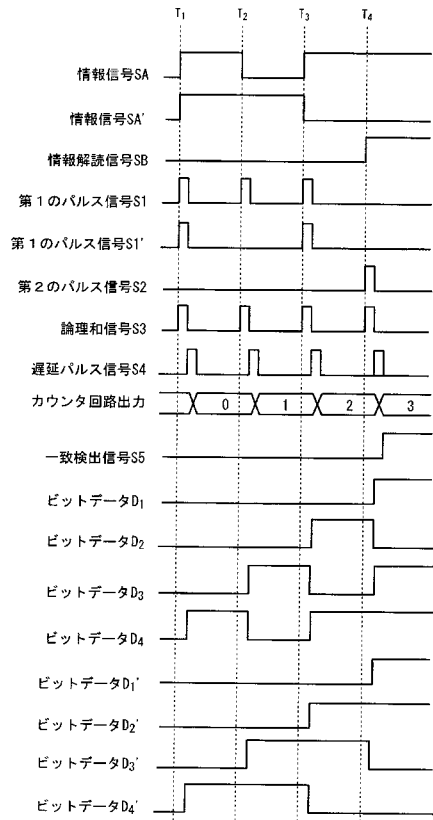 T₁ T₂ T₃ T₄
情報信号SA
情報信号SA'
情報解読信号SB
第1のパルス信号S1
第1のパルス信号S1'
第2のパルス信号S2
論理和信号S3
遅延パルス信号S4
カウンタ回路出力 0 1 2 3
一致検出信号S5
ビットデータD₁
ビットデータD₂
ビットデータD₃
ビットデータD₄
ビットデータD₁'
ビットデータD₂'
ビットデータD₃'
ビットデータD₄'
T₁ T₂ T₃ T₄